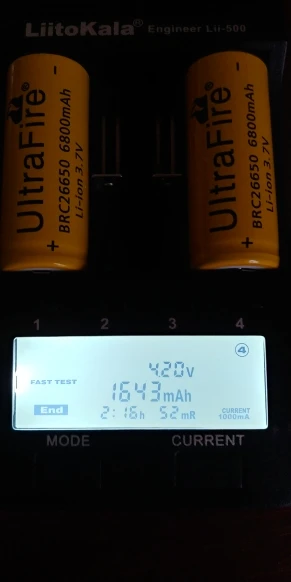 LiitoKala® Engineer Lii-500
UltraFire
BRC26650 6800mAh
Li-ion 3.7V
- +
UltraFire
BRC26650 6800mAh
Li-ion 3.7V
- +
1 2 3 4
4
4.20v
FAST TEST
1643mAh
End 2:16h 52mR CURRENT 1000mA
MODE CURRENT